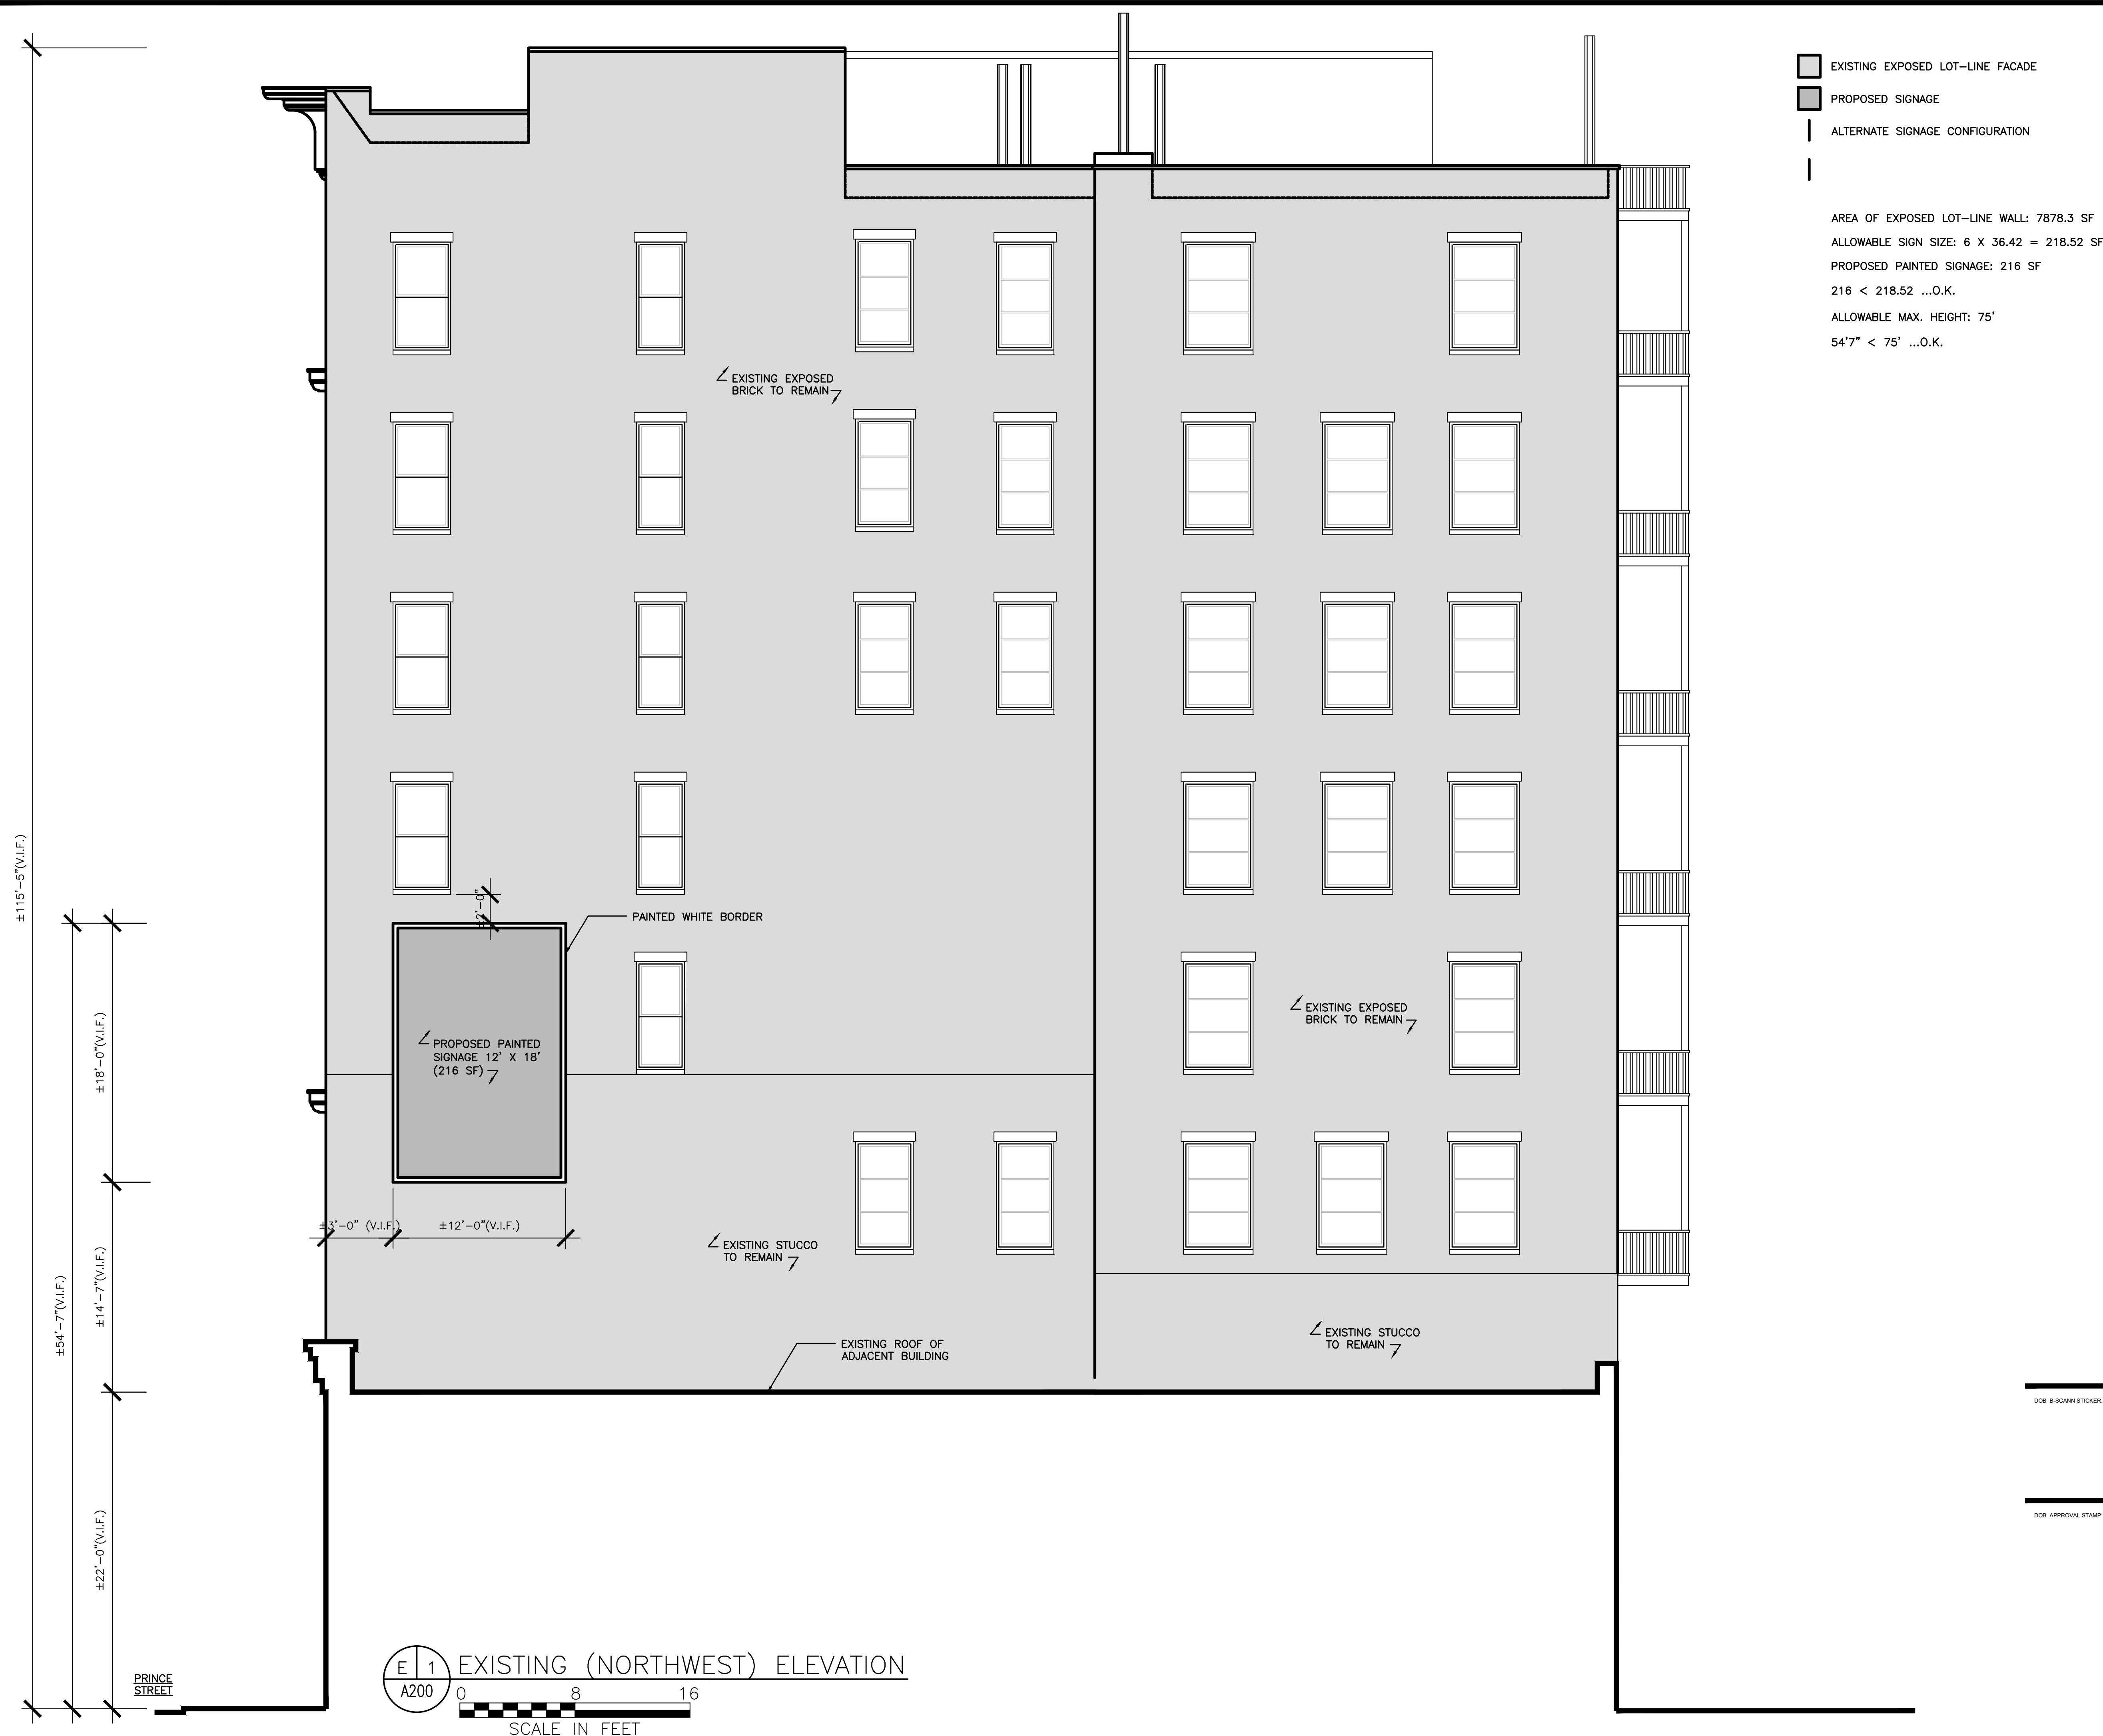 EXISTING EXPOSED LOT-LINE FACADE
PROPOSED SIGNAGE
ALTERNATE SIGNAGE CONFIGURATION
AREA OF EXPOSED LOT-LINE WALL: 7878.3 SF
ALLOWABLE SIGN SIZE: 6 X 36.42 = 218.52 SF
PROPOSED PAINTED SIGNAGE: 216 SF
216 < 218.52 ...O.K.
ALLOWABLE MAX. HEIGHT: 75'
54'7" < 75' ...O.K.
EXISTING EXPOSED
BRICK TO REMAIN
±115'-5"(V.I.F.)
±2'-0"
PAINTED WHITE BORDER
±18'-0"(V.I.F.)
PROPOSED PAINTED
SIGNAGE 12' X 18'
(216 SF)
EXISTING EXPOSED
BRICK TO REMAIN
±3'-0" (V.I.F.)
±12'-0"(V.I.F.)
EXISTING STUCCO
TO REMAIN
±14'-7"(V.I.F.)
±54'-7"(V.I.F.)
EXISTING ROOF OF
ADJACENT BUILDING
EXISTING STUCCO
TO REMAIN
DOB B-SCANN STICKER:
DOB APPROVAL STAMP:
±22'-0"(V.I.F.)
PRINCE
STREET
E 1
A200
EXISTING (NORTHWEST) ELEVATION
0 8 16
SCALE IN FEET